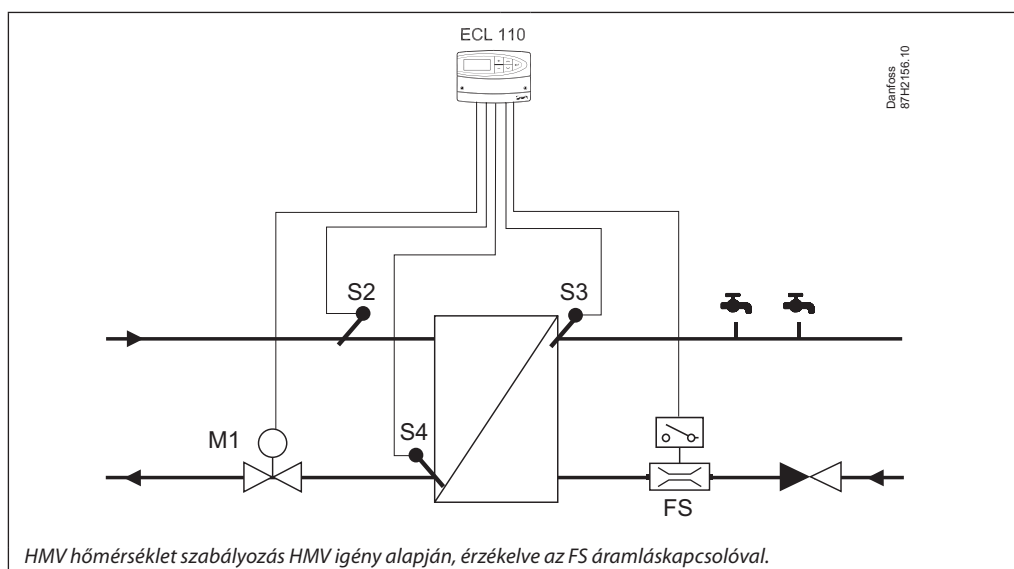 ECL 110
Danfoss
87H2156.10
S2
S3
M1
S4
FS
HMV hőmérséklet szabályozás HMV igény alapján, érzékelve az FS áramláskapcsolóval.